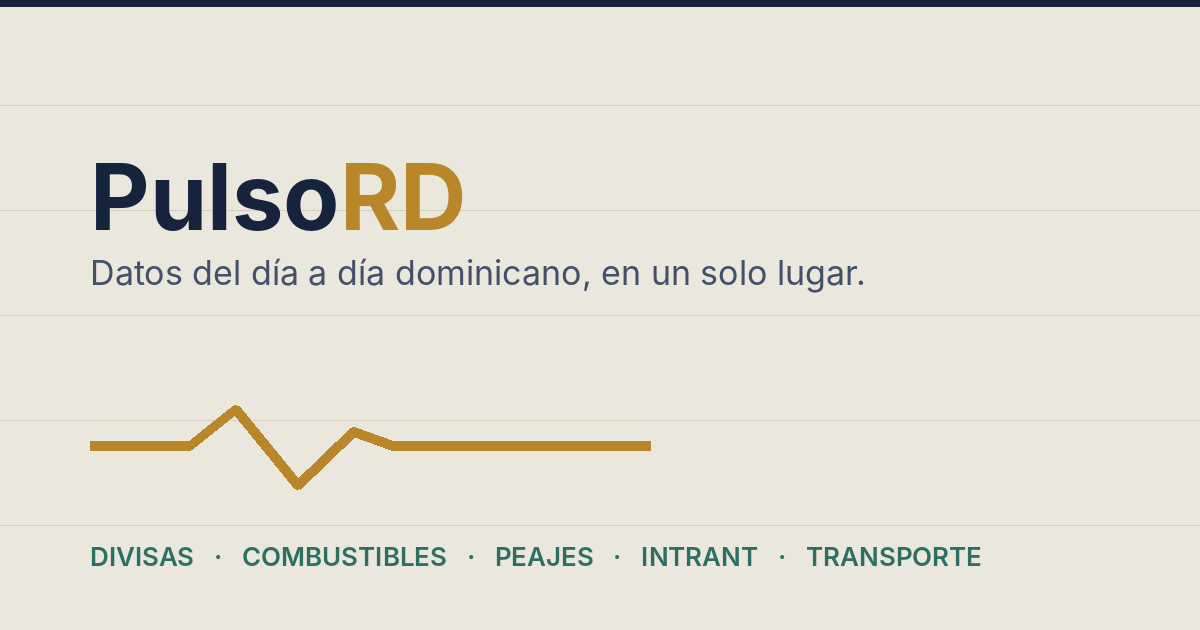 PulsoRD
Datos del día a día dominicano, en un solo lugar.
DIVISAS · COMBUSTIBLES · PEAJES · INTRANT · TRANSPORTE